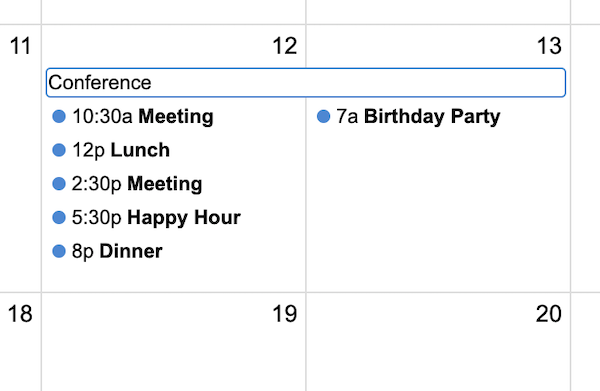 11 12 13
Conference
10:30a Meeting 7a Birthday Party
12p Lunch
2:30p Meeting
5:30p Happy Hour
8p Dinner
18 19 20